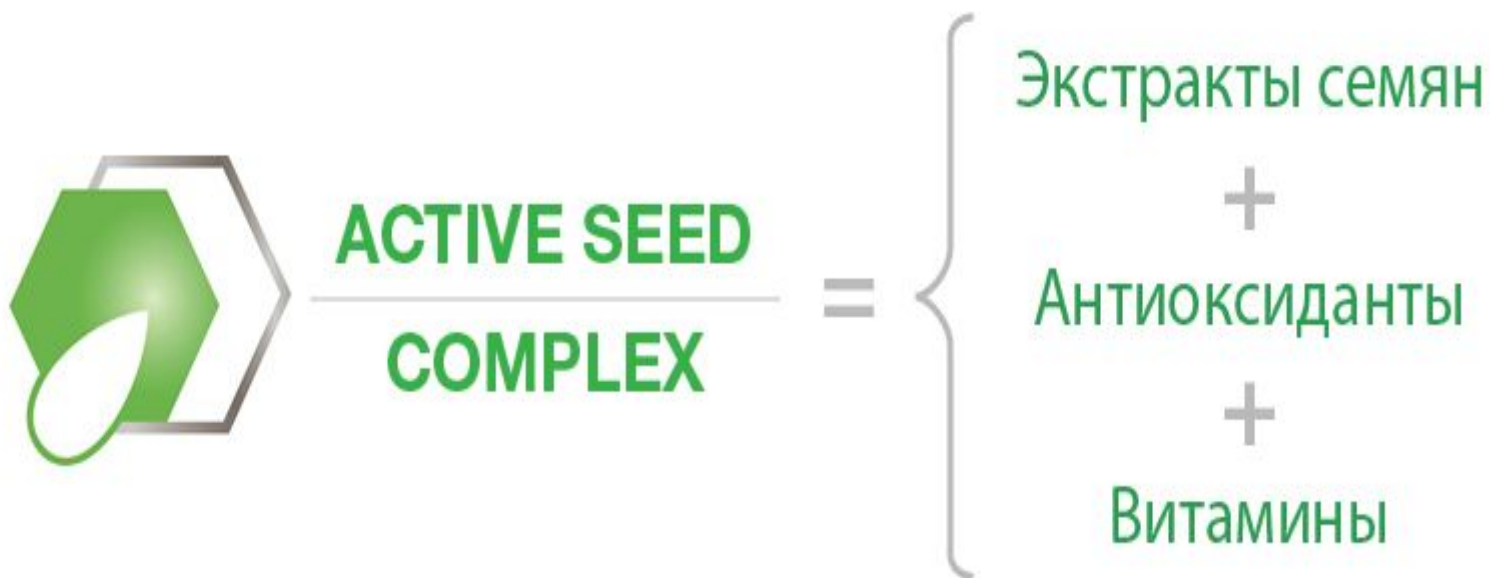 ACTIVE SEED
COMPLEX
=
Экстракты семян
+
Антиоксиданты
+
Витамины